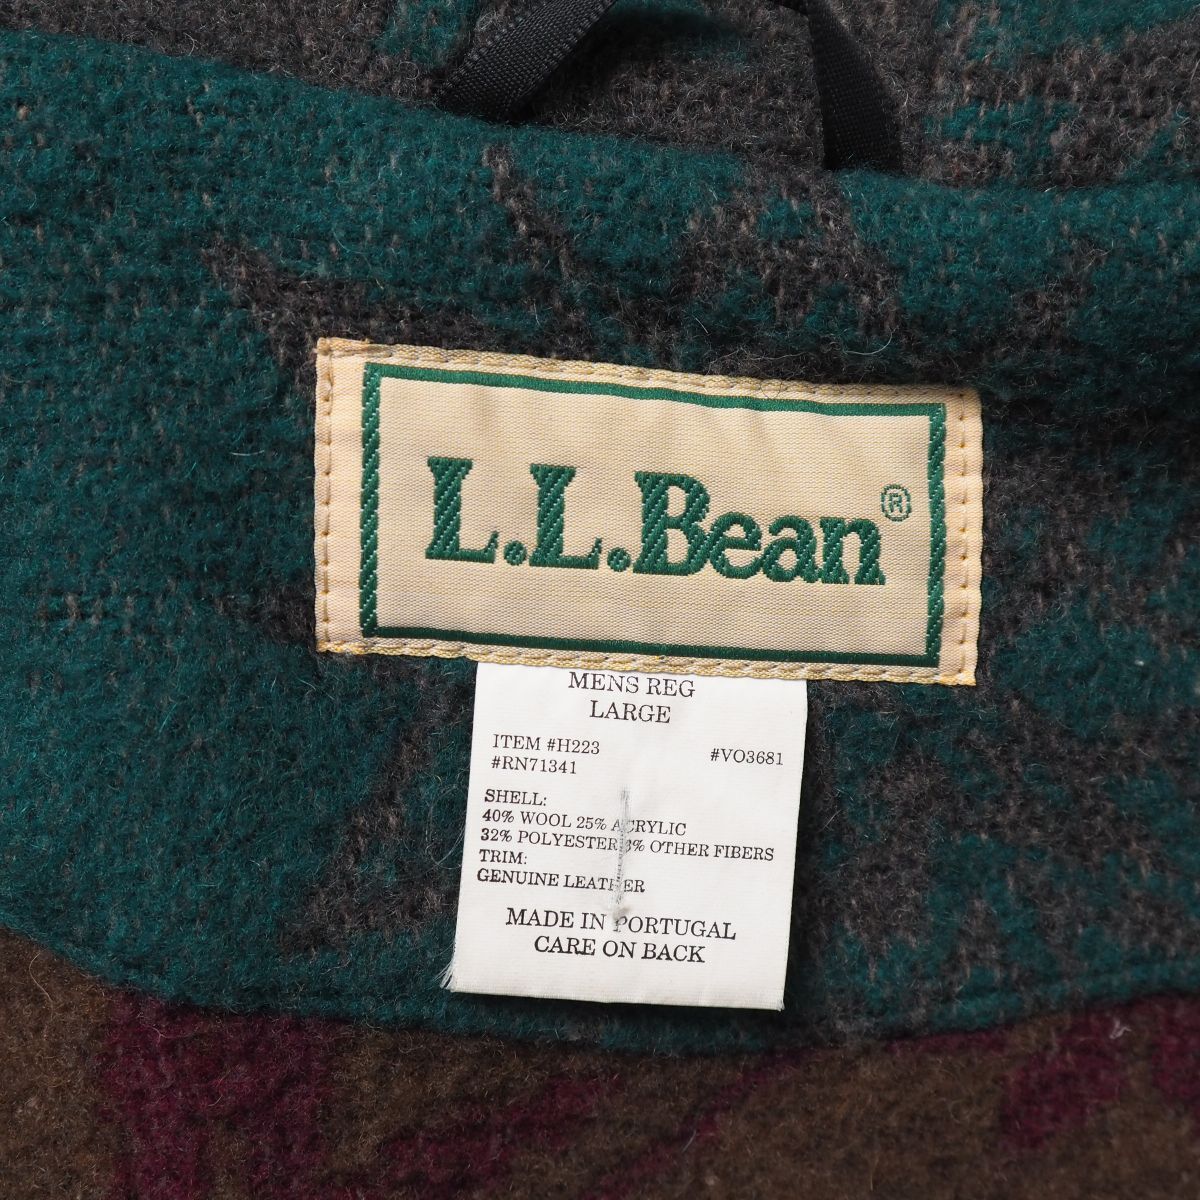 L.L.Bean®
MENS REG
LARGE
ITEM #H223 #VO3681
#RN71341
SHELL:
40% WOOL 25% ACRYLIC
32% POLYESTER 3% OTHER FIBERS
TRIM:
GENUINE LEATHER
MADE IN PORTUGAL
CARE ON BACK